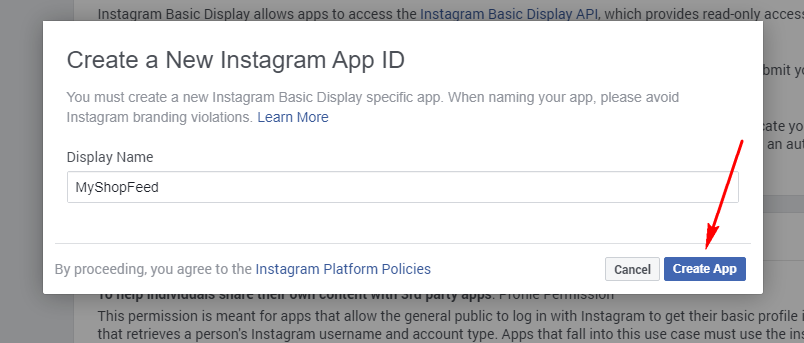 Instagram Basic Display allows apps to access the Instagram Basic Display API, which provides read-only access
Create a New Instagram App ID
You must create a new Instagram Basic Display specific app. When naming your app, please avoid
Instagram branding violations. Learn More
bmit yo
Display Name
cate yo
an aut
MyShopFeed
By proceeding, you agree to the Instagram Platform Policies
Cancel
Create App
To help individuals share their own content with 3rd party apps: Profile Permission
This permission is meant for apps that allow the general public to log in with Instagram to get their basic profile i
that retrieves a person's Instagram username and account type. Apps that fall into this use case must use the ins